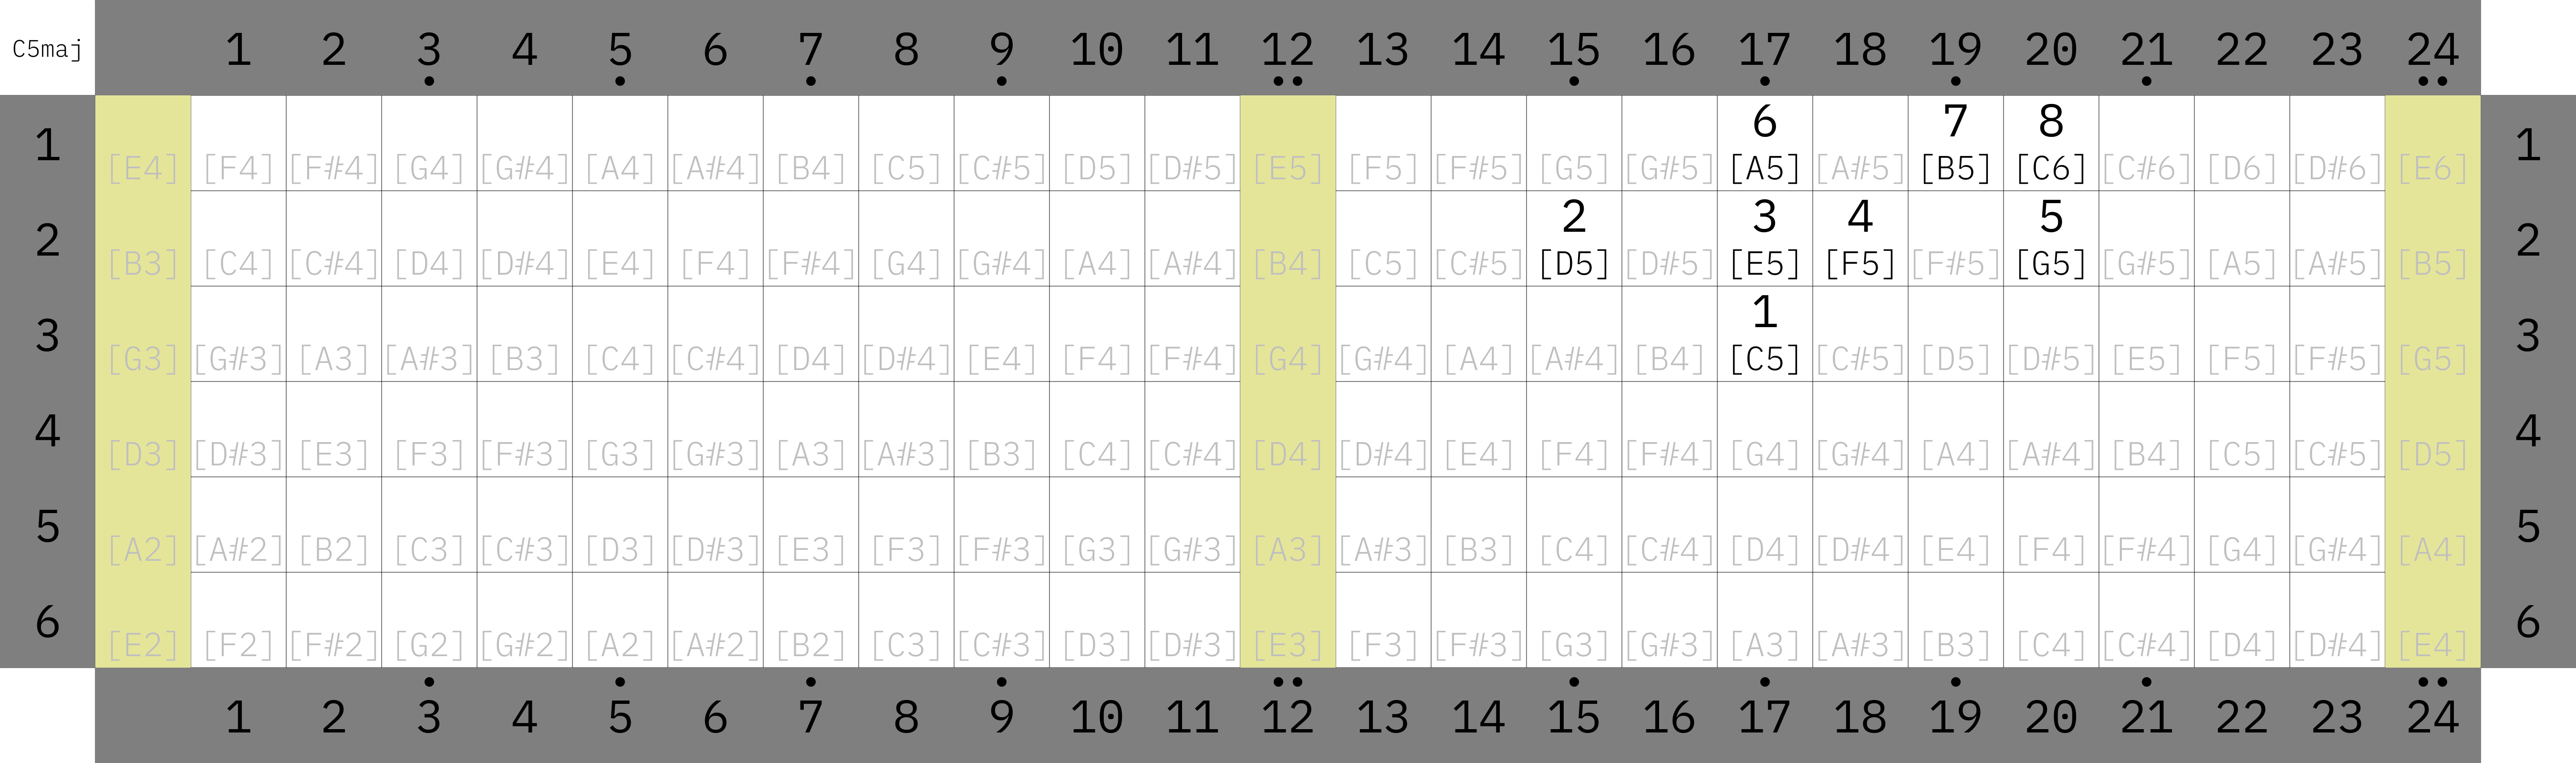 C5maj 1 2 3 4 5 6 7 8 9 10 11 12 13 14 15 16 17 18 19 20 21 22 23 24
6 7 8
1 [E4] [F4] [F#4] [G4] [G#4] [A4] [A#4] [B4] [C5] [C#5] [D5] [D#5] [E5] [F5] [F#5] [G5] [G#5] [A5] [A#5] [B5] [C6] [C#6] [D6] [D#6] [E6] 1
2 3 4 5
2 [B3] [C4] [C#4] [D4] [D#4] [E4] [F4] [F#4] [G4] [G#4] [A4] [A#4] [B4] [C5] [C#5] [D5] [D#5] [E5] [F5] [F#5] [G5] [G#5] [A5] [A#5] [B5] 2
1
3 [G3] [G#3] [A3] [A#3] [B3] [C4] [C#4] [D4] [D#4] [E4] [F4] [F#4] [G4] [G#4] [A4] [A#4] [B4] [C5] [C#5] [D5] [D#5] [E5] [F5] [F#5] [G5] 3
4 [D3] [D#3] [E3] [F3] [F#3] [G3] [G#3] [A3] [A#3] [B3] [C4] [C#4] [D4] [D#4] [E4] [F4] [F#4] [G4] [G#4] [A4] [A#4] [B4] [C5] [C#5] [D5] 4
5 [A2] [A#2] [B2] [C3] [C#3] [D3] [D#3] [E3] [F3] [F#3] [G3] [G#3] [A3] [A#3] [B3] [C4] [C#4] [D4] [D#4] [E4] [F4] [F#4] [G4] [G#4] [A4] 5
6 [E2] [F2] [F#2] [G2] [G#2] [A2] [A#2] [B2] [C3] [C#3] [D3] [D#3] [E3] [F3] [F#3] [G3] [G#3] [A3] [A#3] [B3] [C4] [C#4] [D4] [D#4] [E4] 6
1 2 3 4 5 6 7 8 9 10 11 12 13 14 15 16 17 18 19 20 21 22 23 24